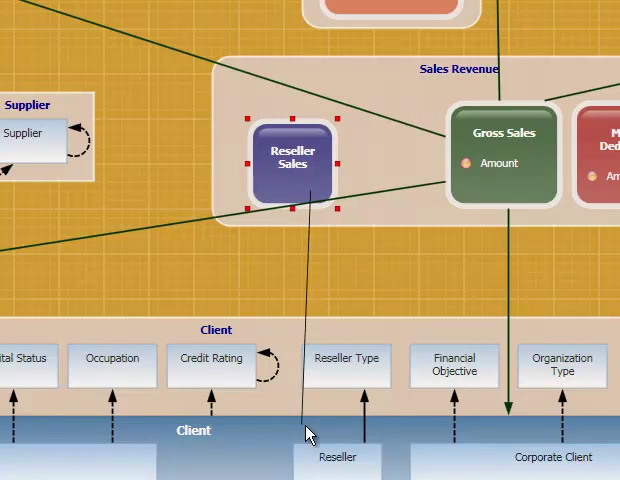 Sales Revenue
Supplier
Supplier
Gross Sales
Amount
Reseller
Sales
Client
Occupation
Credit Rating
Reseller Type
Financial
Objective
Organization
Type
Client
Reseller
Corporate Client